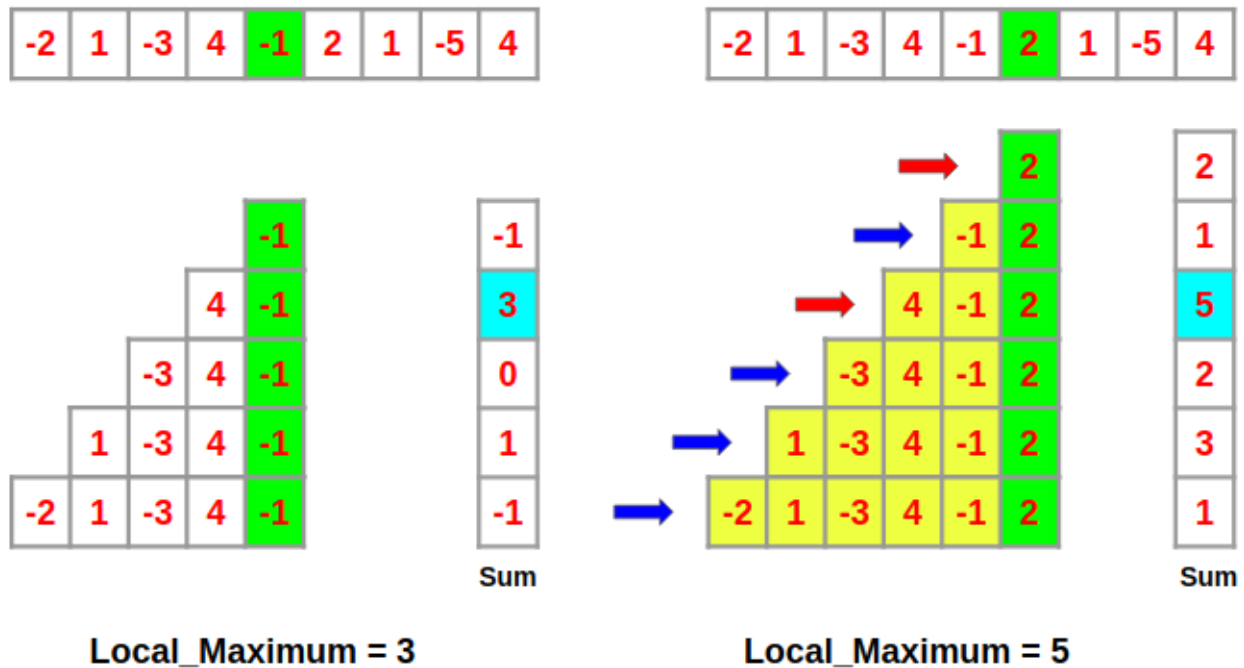 -2 1 -3 4 -1 2 1 -5 4
-1 -1
4 -1 3
-3 4 -1 0
1 -3 4 -1 1
-2 1 -3 4 -1 -1
Sum
Local_Maximum = 3
-2 1 -3 4 -1 2 1 -5 4
2 2
-1 2 1
4 -1 2 5
-3 4 -1 2 2
1 -3 4 -1 2 3
-2 1 -3 4 -1 2 1
Sum
Local_Maximum = 5